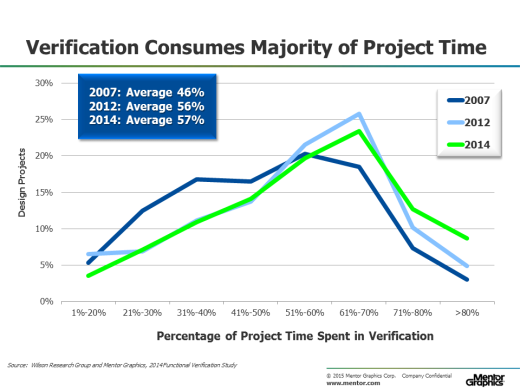 Verification Consumes Majority of Project Time
2007: Average 46%
2012: Average 56%
2014: Average 57%
2007
2012
2014
30%
25%
20%
15%
10%
5%
0%
Design Projects
1%-20% 21%-30% 31%-40% 41%-50% 51%-60% 61%-70% 71%-80% >80%
Percentage of Project Time Spent in Verification
Source: Wilson Research Group and Mentor Graphics, 2014 Functional Verification Study
© 2015 Mentor Graphics Corp. Company Confidential
www.mentor.com
Mentor
Graphics